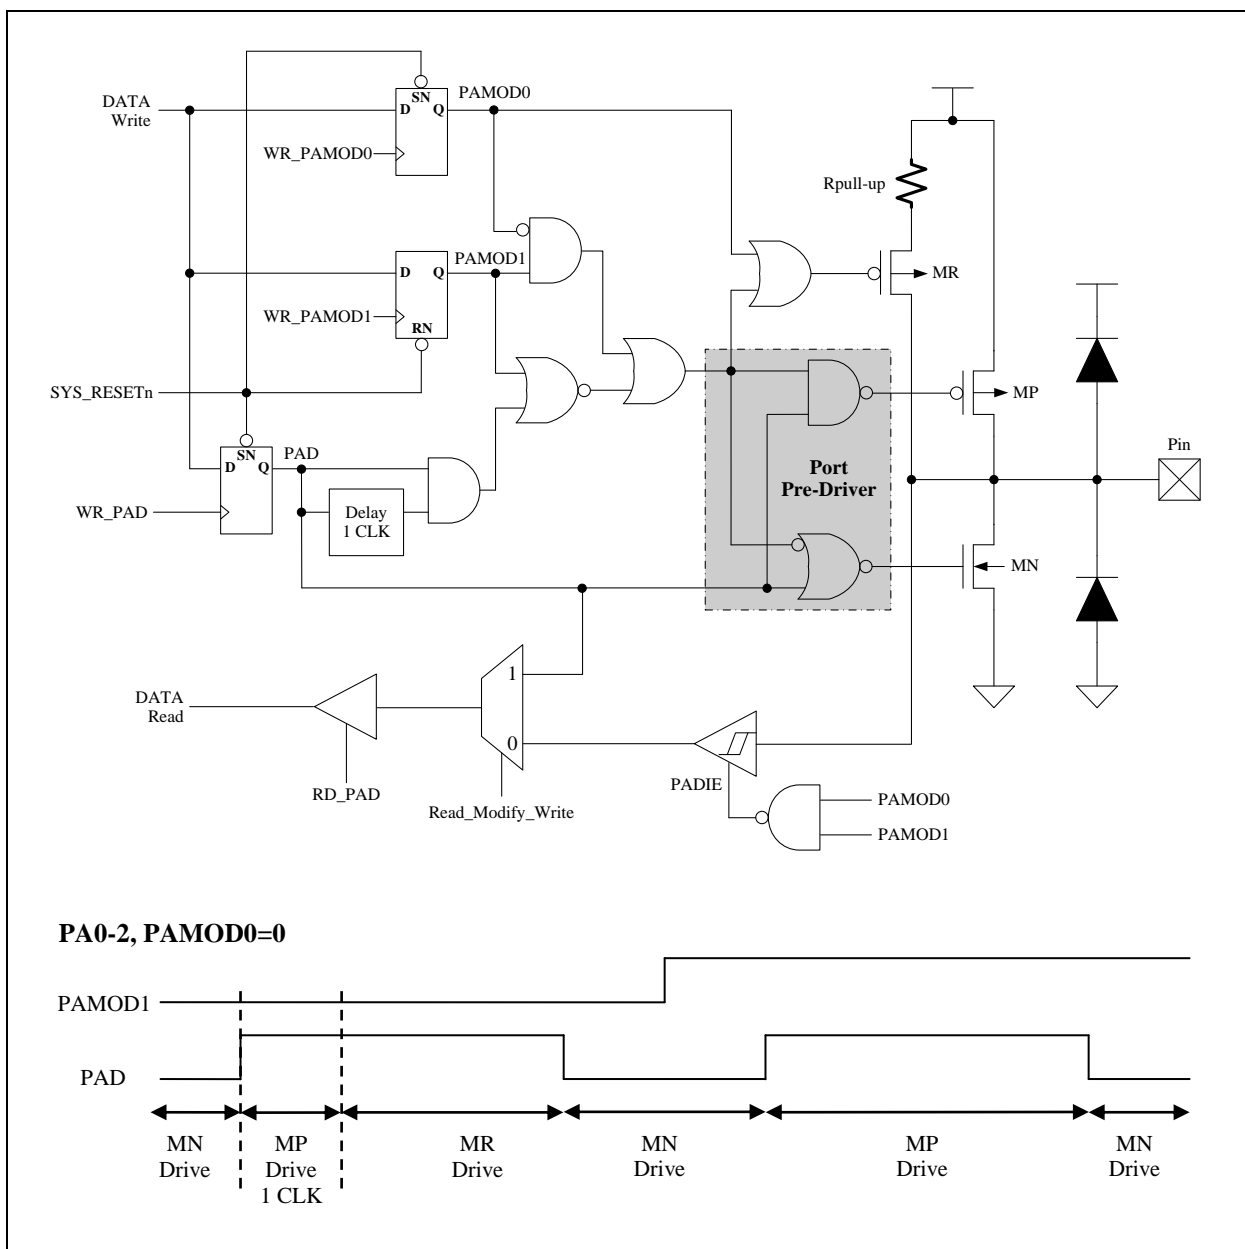 DATA
Write
SN
D
Q
PAMOD0
WR_PAMOD0
Rpull-up
D
Q
PAMOD1
WR_PAMOD1
RN
MR
SYS_RESETn
MP
SN
D
Q
PAD
WR_PAD
Delay
1 CLK
Port
Pre-Driver
Pin
MN
DATA
Read
1
0
RD_PAD
Read_Modify_Write
PADIE
PAMOD0
PAMOD1
PA0-2, PAMOD0=0
PAMOD1
PAD
MN
Drive
MP
Drive
1 CLK
MR
Drive
MN
Drive
MP
Drive
MN
Drive